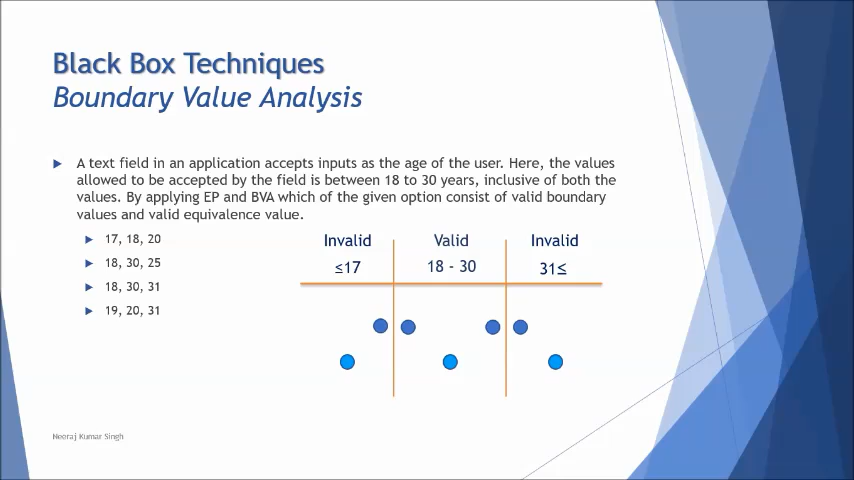 Black Box Techniques
Boundary Value Analysis
A text field in an application accepts inputs as the age of the user. Here, the values
allowed to be accepted by the field is between 18 to 30 years, inclusive of both the
values. By applying EP and BVA which of the given option consist of valid boundary
values and valid equivalence value.
17, 18, 20
18, 30, 25
18, 30, 31
19, 20, 31
Invalid Valid Invalid
≤17 18 - 30 31≤
Neeraj Kumar Singh